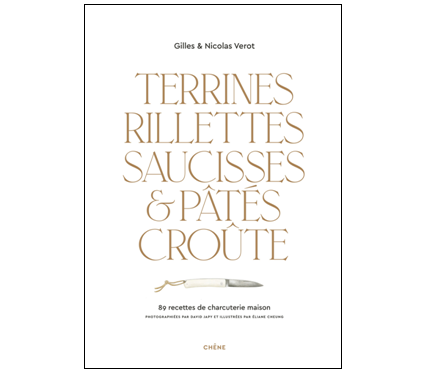 Gilles & Nicolas Verot
TERRINES
RILLETTES
SAUCISSES
& PÂTÉS
CROÛTE
89 recettes de charcuterie maison
PHOTOGRAPHIÉES PAR DAVID JAPY ET ILLUSTRÉES PAR ÉLIANE CHEUNG
CHÊNE